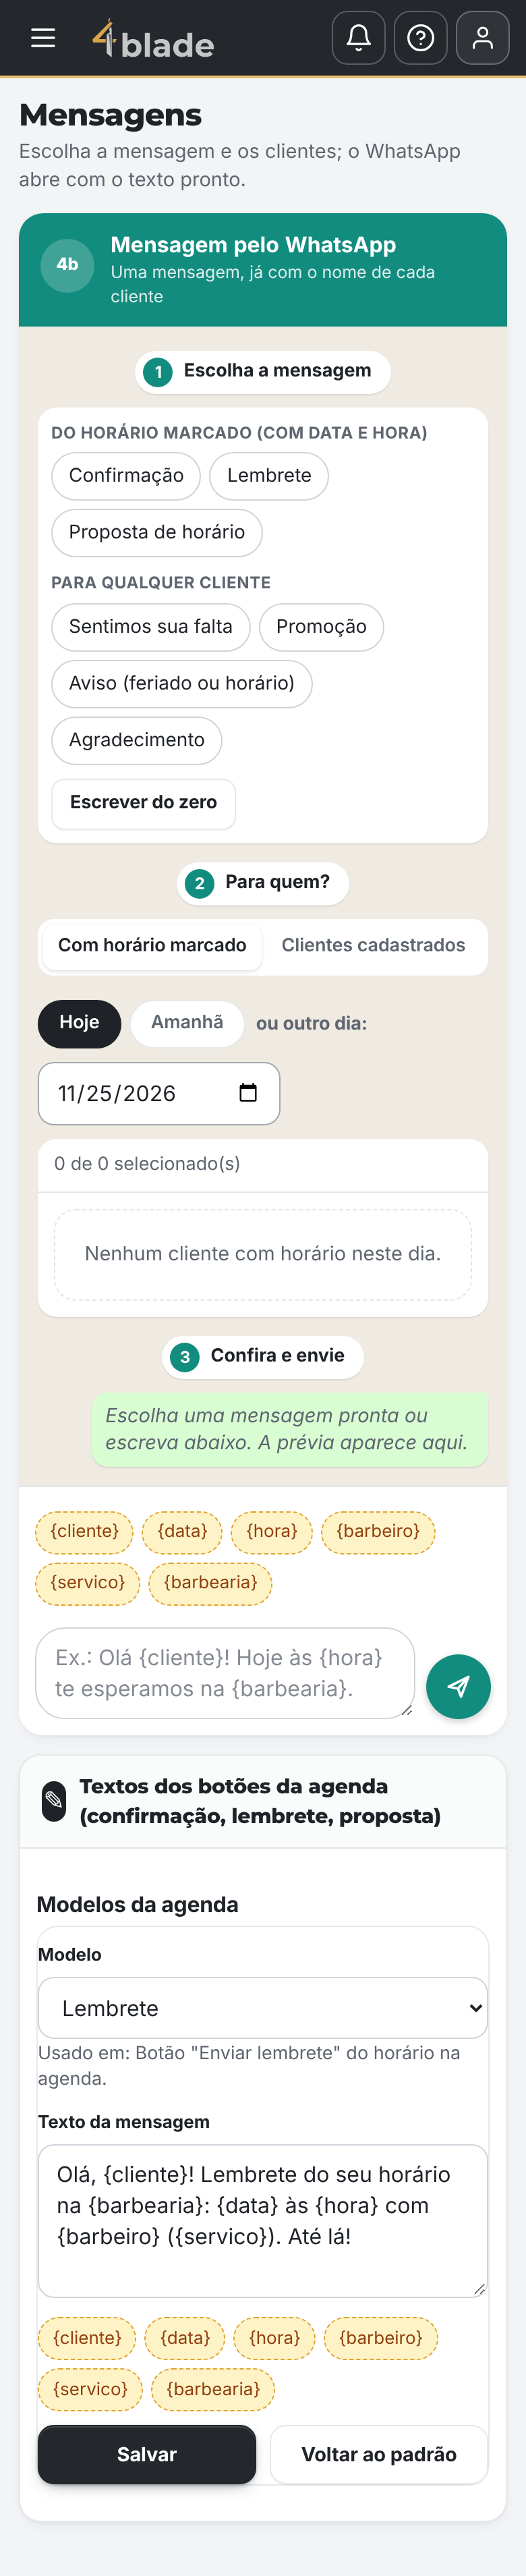 4blade
Mensagens
Escolha a mensagem e os clientes; o WhatsApp
abre com o texto pronto.
4b
Mensagem pelo WhatsApp
Uma mensagem, já com o nome de cada
cliente
1 Escolha a mensagem
DO HORÁRIO MARCADO (COM DATA E HORA)
Confirmação Lembrete
Proposta de horário
PARA QUALQUER CLIENTE
Sentimos sua falta Promoção
Aviso (feriado ou horário)
Agradecimento
Escrever do zero
2 Para quem?
Com horário marcado Clientes cadastrados
Hoje Amanhã ou outro dia:
11/25/2026
0 de 0 selecionado(s)
Nenhum cliente com horário neste dia.
3 Confira e envie
Escolha uma mensagem pronta ou
escreva abaixo. A prévia aparece aqui.
{cliente} {data} {hora} {barbeiro}
{servico} {barbearia}
Ex.: Olá {cliente}! Hoje às {hora}
te esperamos na {barbearia}.
Textos dos botões da agenda
(confirmação, lembrete, proposta)
Modelos da agenda
Modelo
Lembrete
Usado em: Botão "Enviar lembrete" do horário na
agenda.
Texto da mensagem
Olá, {cliente}! Lembrete do seu horário
na {barbearia}: {data} às {hora} com
{barbeiro} ({servico}). Até lá!
{cliente} {data} {hora} {barbeiro}
{servico} {barbearia}
Salvar Voltar ao padrão